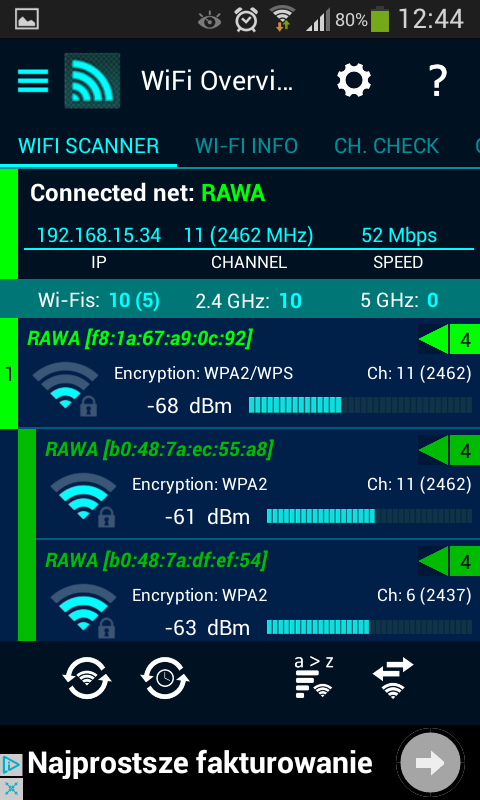 80% 12:44
WiFi Overvi...
WIFI SCANNER WI-FI INFO CH. CHECK
Connected net: RAWA
192.168.15.34 11 (2462 MHz) 52 Mbps
IP CHANNEL SPEED
Wi-Fis: 10 (5) 2.4 GHz: 10 5 GHz: 0
RAWA [f8:1a:67:a9:0c:92] 4
1 Encryption: WPA2/WPS Ch: 11 (2462)
-68 dBm
RAWA [b0:48:7a:ec:55:a8] 4
Encryption: WPA2 Ch: 11 (2462)
-61 dBm
RAWA [b0:48:7a:df:ef:54] 4
Encryption: WPA2 Ch: 6 (2437)
-63 dBm
a > z
Najprostsze fakturowanie